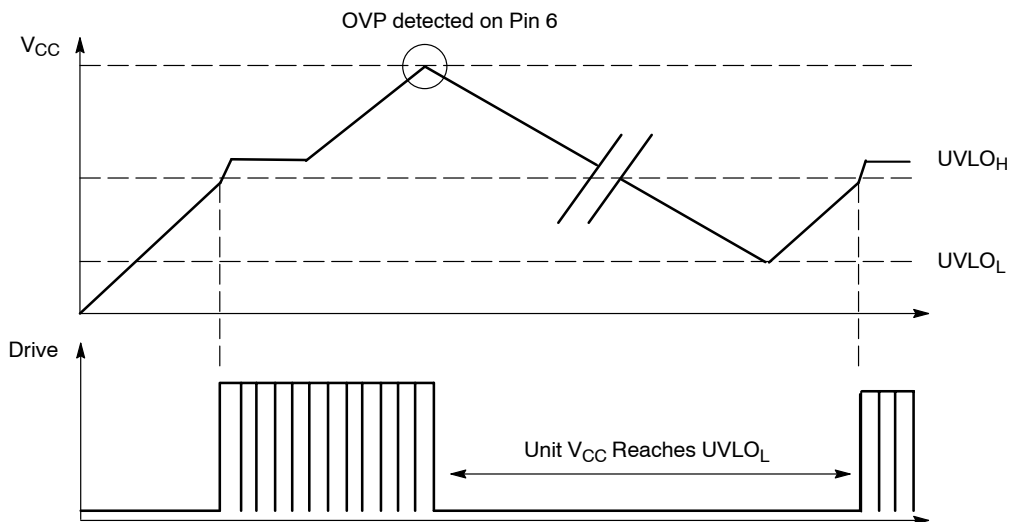 OVP detected on Pin 6
VCC
UVLOH
UVLOL
Drive
Unit VCC Reaches UVLOL